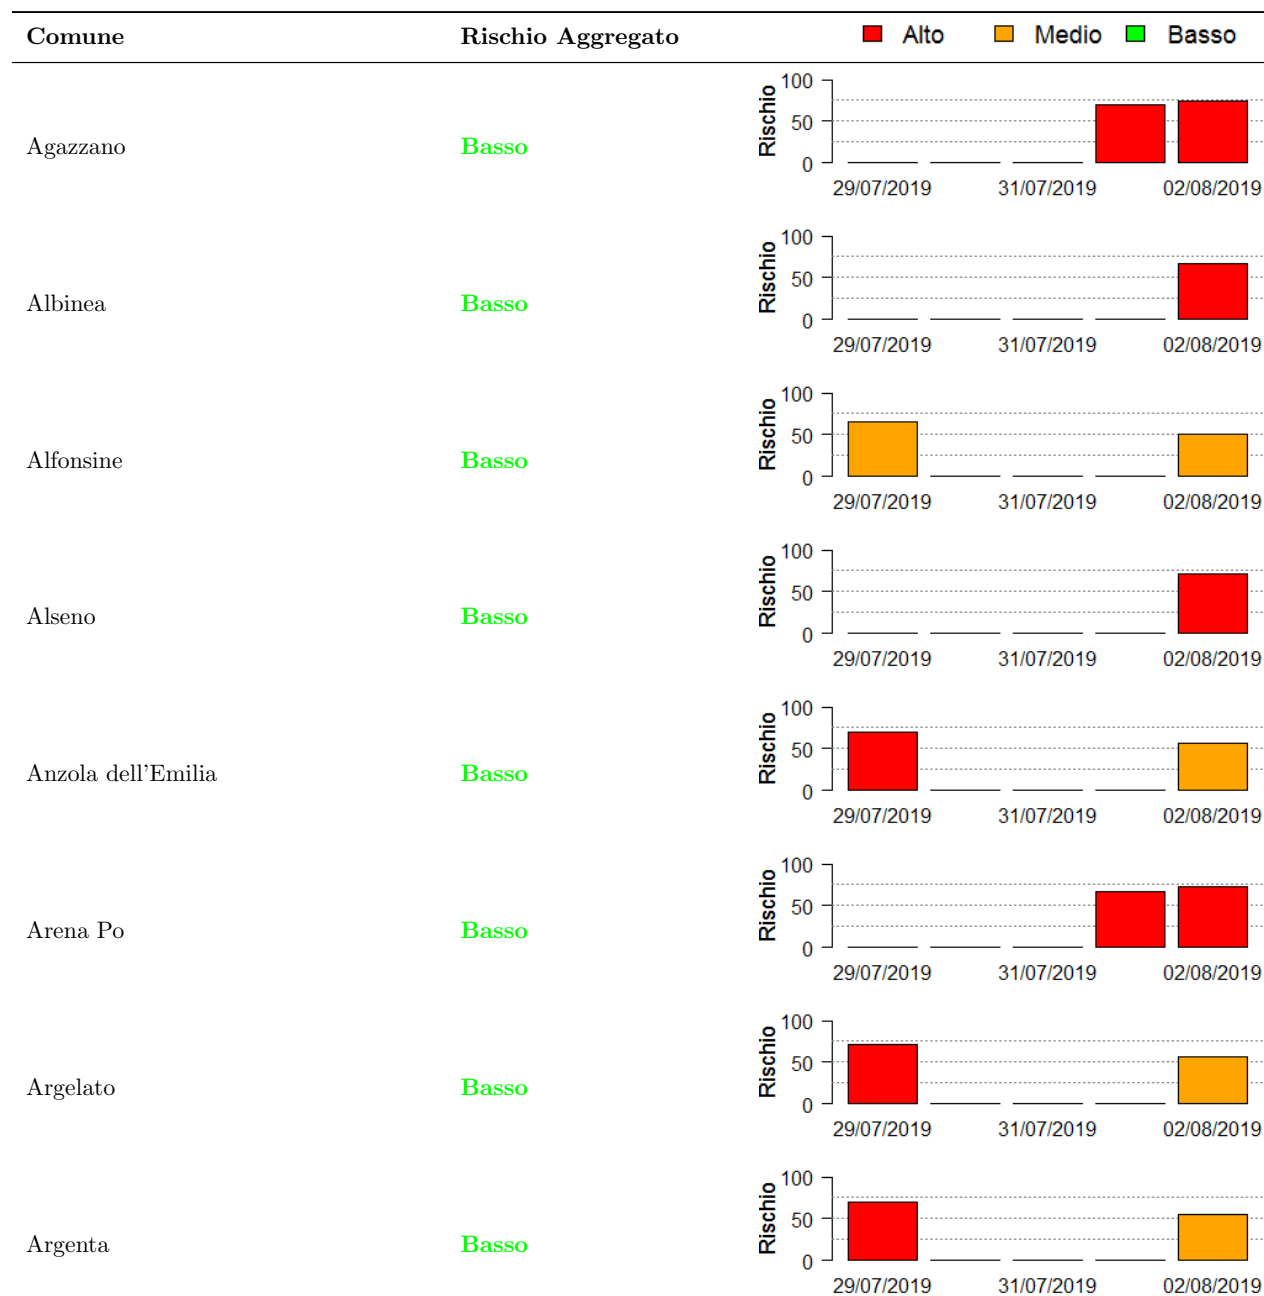 Comune Rischio Aggregato Alto Medio Basso
100
50
0
Rischio
Agazzano Basso
29/07/2019 31/07/2019 02/08/2019
100
50
0
Rischio
Albinea Basso
29/07/2019 31/07/2019 02/08/2019
100
50
0
Rischio
Alfonsine Basso
29/07/2019 31/07/2019 02/08/2019
100
50
0
Rischio
Alseno Basso
29/07/2019 31/07/2019 02/08/2019
100
50
0
Rischio
Anzola dell'Emilia Basso
29/07/2019 31/07/2019 02/08/2019
100
50
0
Rischio
Arena Po Basso
29/07/2019 31/07/2019 02/08/2019
100
50
0
Rischio
Argelato Basso
29/07/2019 31/07/2019 02/08/2019
100
50
0
Rischio
Argenta Basso
29/07/2019 31/07/2019 02/08/2019